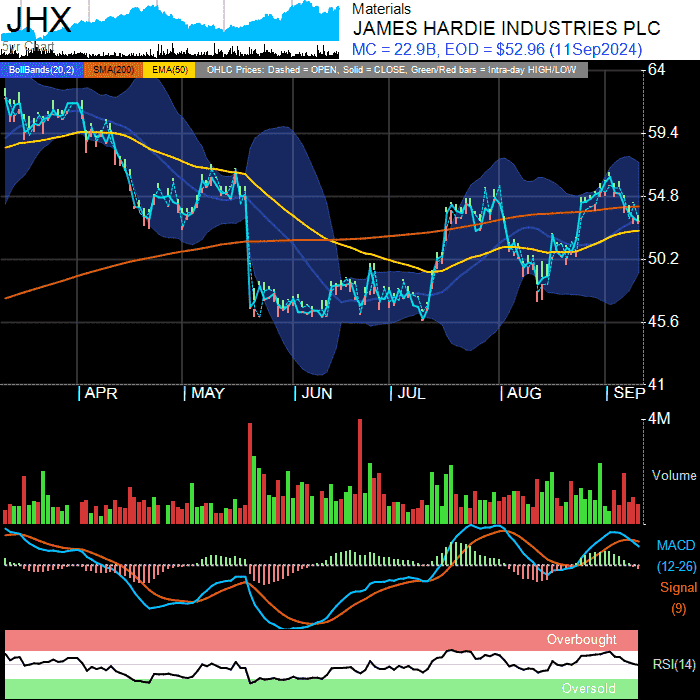 JHX
5yr Chart
Materials
JAMES HARDIE INDUSTRIES PLC
MC = 22.9B, EOD = $52.96 (11Sep2024)
BollBands(20,2) SMA(200) EMA(50) OHLC Prices: Dashed = OPEN, Solid = CLOSE, Green/Red bars = Intra-day HIGH/LOW
64
59.4
54.8
50.2
45.6
41
APR MAY JUN JUL AUG SEP
4M
Volume
MACD
(12-26)
Signal
(9)
Overbought
RSI(14)
Oversold